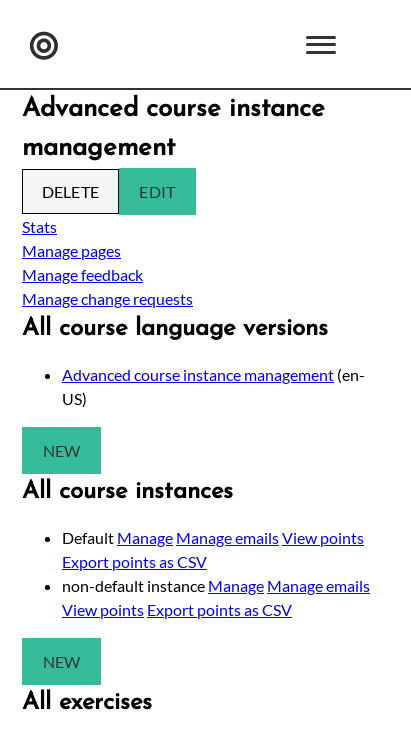 Advanced course instance
management
DELETE EDIT
Stats
Manage pages
Manage feedback
Manage change requests
All course language versions
Advanced course instance management (en-
US)
NEW
All course instances
Default Manage Manage emails View points
Export points as CSV
non-default instance Manage Manage emails
View points Export points as CSV
NEW
All exercises